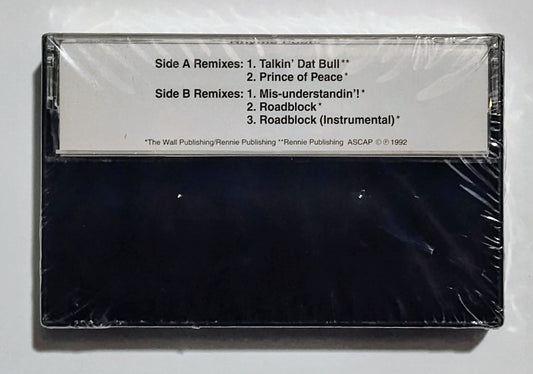 Side A Remixes: 1. Talkin' Dat Bull**
2. Prince of Peace*
Side B Remixes: 1. Mis-understandin'!*
2. Roadblock*
3. Roadblock (Instrumental)*
*The Wall Publishing/Rennie Publishing **Rennie Publishing ASCAP ©℗1992